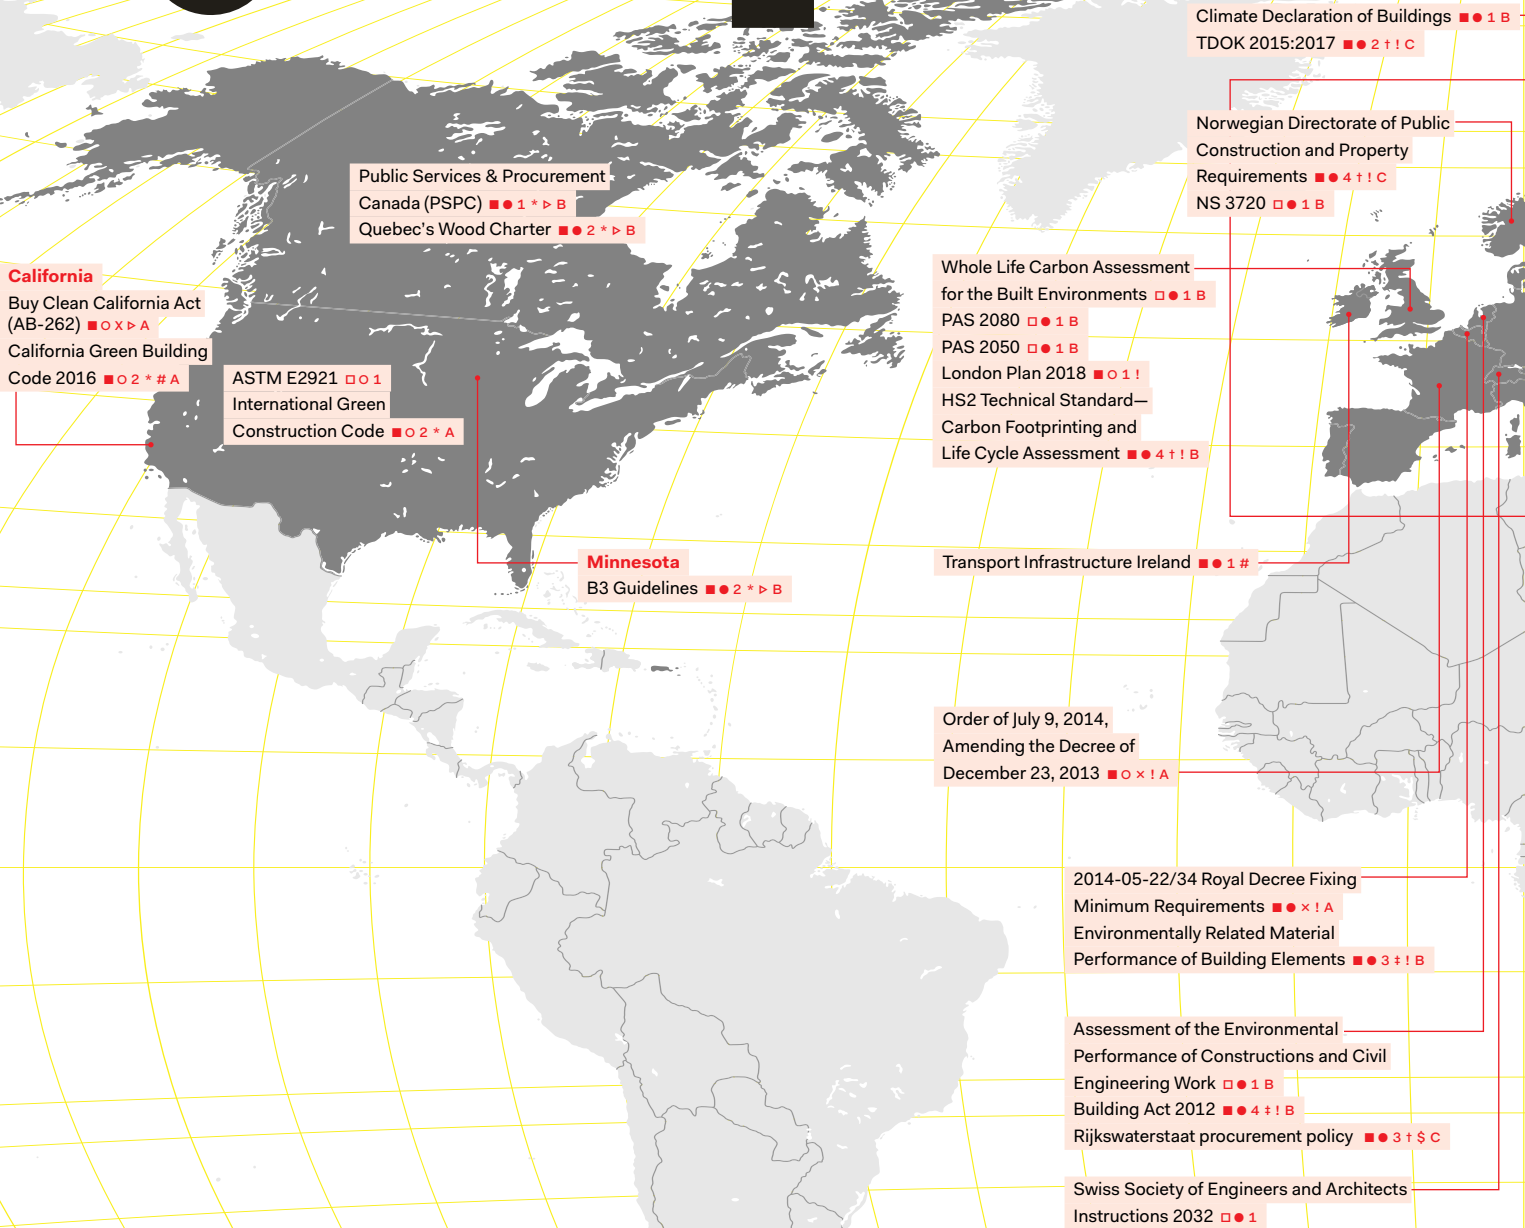 Climate Declaration of Buildings ■ ● 1 B
TDOK 2015:2017 ■ ● 2 † ! C
Norwegian Directorate of Public
Construction and Property
Requirements ■ ● 4 † ! C
NS 3720 □ ● 1 B
Public Services & Procurement
Canada (PSPC) ■ ● 1 * ▹ B
Quebec's Wood Charter ■ ● 2 * ▹ B
California
Buy Clean California Act
(AB-262) ■ ○ X ▹ A
California Green Building
Code 2016 ■ ○ 2 * # A
ASTM E2921 □ ○ 1
International Green
Construction Code ■ ○ 2 * A
Minnesota
B3 Guidelines ■ ● 2 * ▹ B
Whole Life Carbon Assessment
for the Built Environments □ ● 1 B
PAS 2080 □ ● 1 B
PAS 2050 □ ● 1 B
London Plan 2018 ■ ○ 1 !
HS2 Technical Standard—
Carbon Footprinting and
Life Cycle Assessment ■ ● 4 † ! B
Transport Infrastructure Ireland ■ ● 1 #
Order of July 9, 2014,
Amending the Decree of
December 23, 2013 ■ ○ × ! A
2014-05-22/34 Royal Decree Fixing
Minimum Requirements ■ ● × ! A
Environmentally Related Material
Performance of Building Elements ■ ● 3 ‡ ! B
Assessment of the Environmental
Performance of Constructions and Civil
Engineering Work □ ● 1 B
Building Act 2012 ■ ● 4 ‡ ! B
Rijkswaterstaat procurement policy ■ ● 3 † $ C
Swiss Society of Engineers and Architects
Instructions 2032 □ ● 1